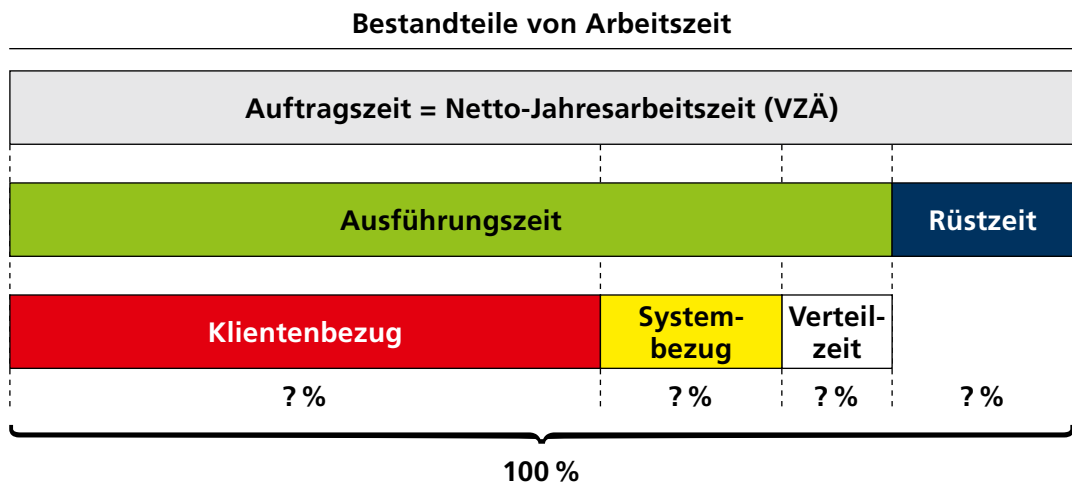 Bestandteile von Arbeitszeit
Auftragszeit = Netto-Jahresarbeitszeit (VZÄ)
Ausführungszeit
Rüstzeit
Klientenbezug
System-
bezug
Verteil-
zeit
? %
? %
? %
? %
100 %